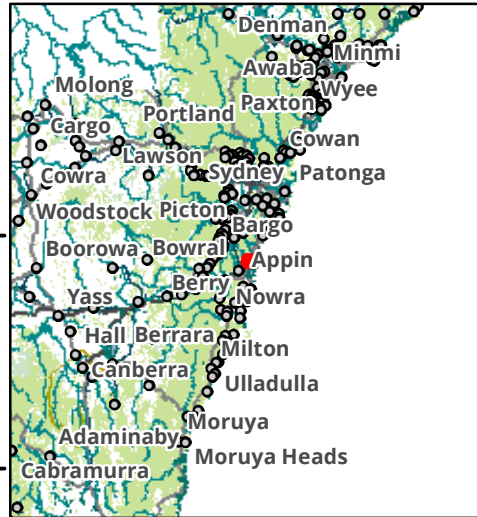 Denman
Minmi
Awaba
Molong
Wyee
Portland
Paxton
Cargo
Cowan
Lawson
Cowra
Sydney
Patonga
Woodstock
Picton
Bargo
Boorowa
Bowral
Appin
Berry
Yass
Nowra
Hall
Berrara
Milton
Canberra
Ulladulla
Moruya
Adaminaby
Moruya Heads
Cabramurra